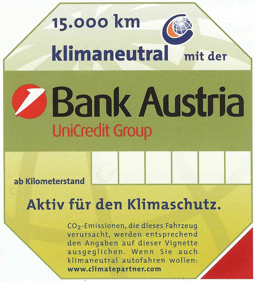 15.000 km
klimaneutral mit der
Bank Austria
UniCredit Group
ab Kilometerstand
Aktiv für den Klimaschutz.
CO₂-Emissionen, die dieses Fahrzeug
verursacht, werden entsprechend
den Angaben auf dieser Vignette
ausgeglichen. Wenn Sie auch
klimaneutral autofahren wollen:
www.climatepartner.com